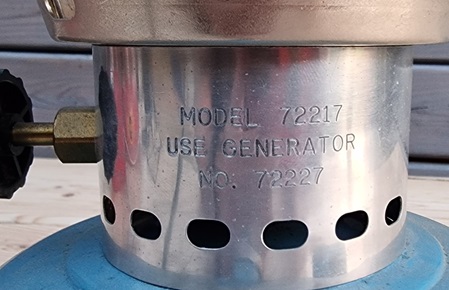 MODEL 72217
USE GENERATOR
NO. 72227